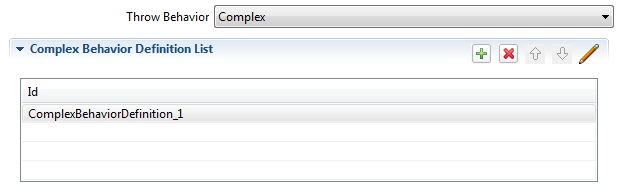 Throw Behavior Complex
Complex Behavior Definition List
Id
ComplexBehaviorDefinition_1